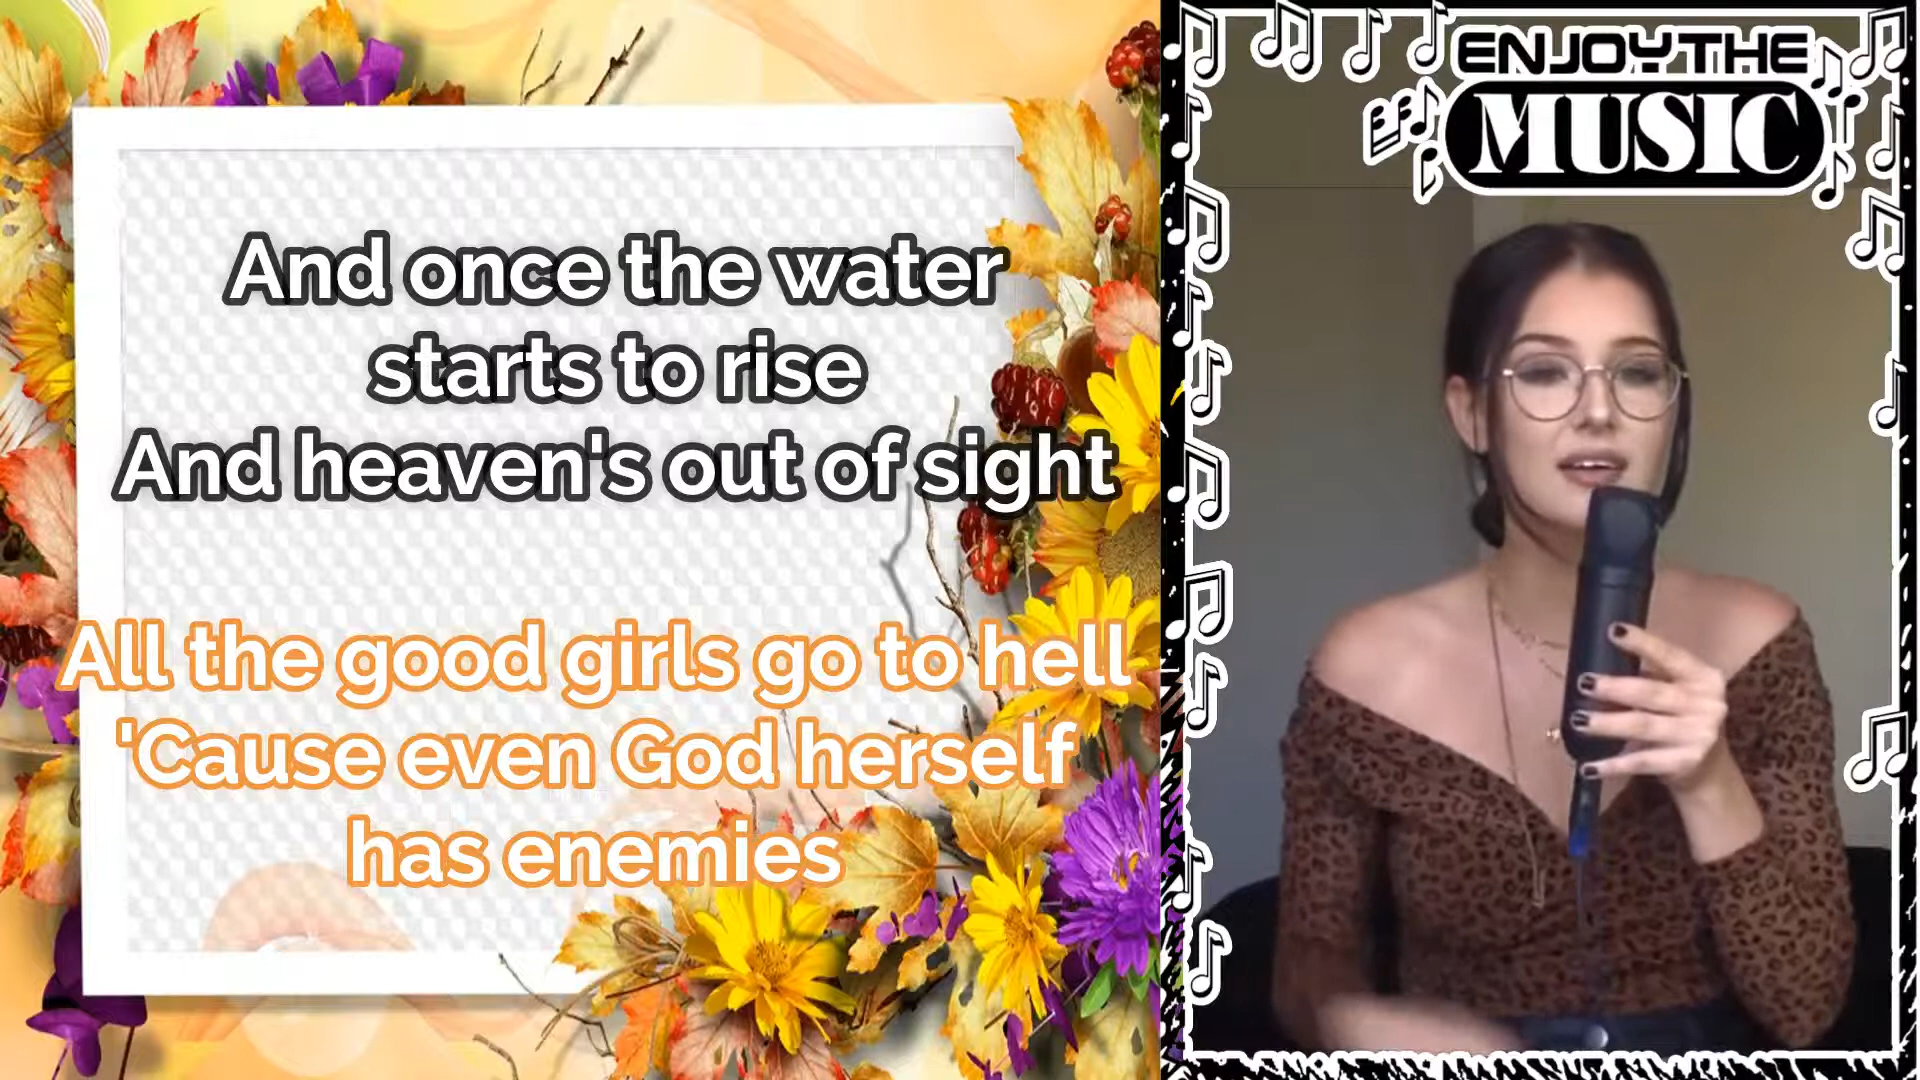 And once the water
starts to rise
And heaven's out of sight
All the good girls go to hell
'Cause even God herself
has enemies
ENJOY THE
MUSIC